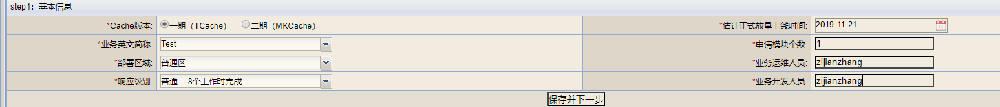 step1：基本信息
*Cache版本: 一期（TCache） 二期（MKCache） *估计正式放量上线时间: 2019-11-21
*业务英文简称: Test *申请模块个数: 1
*部署区域: 普通区 *业务运维人员: zijianzhang
*响应级别: 普通 -- 8个工作时完成 *业务开发人员: zijianzhang
保存并下一步